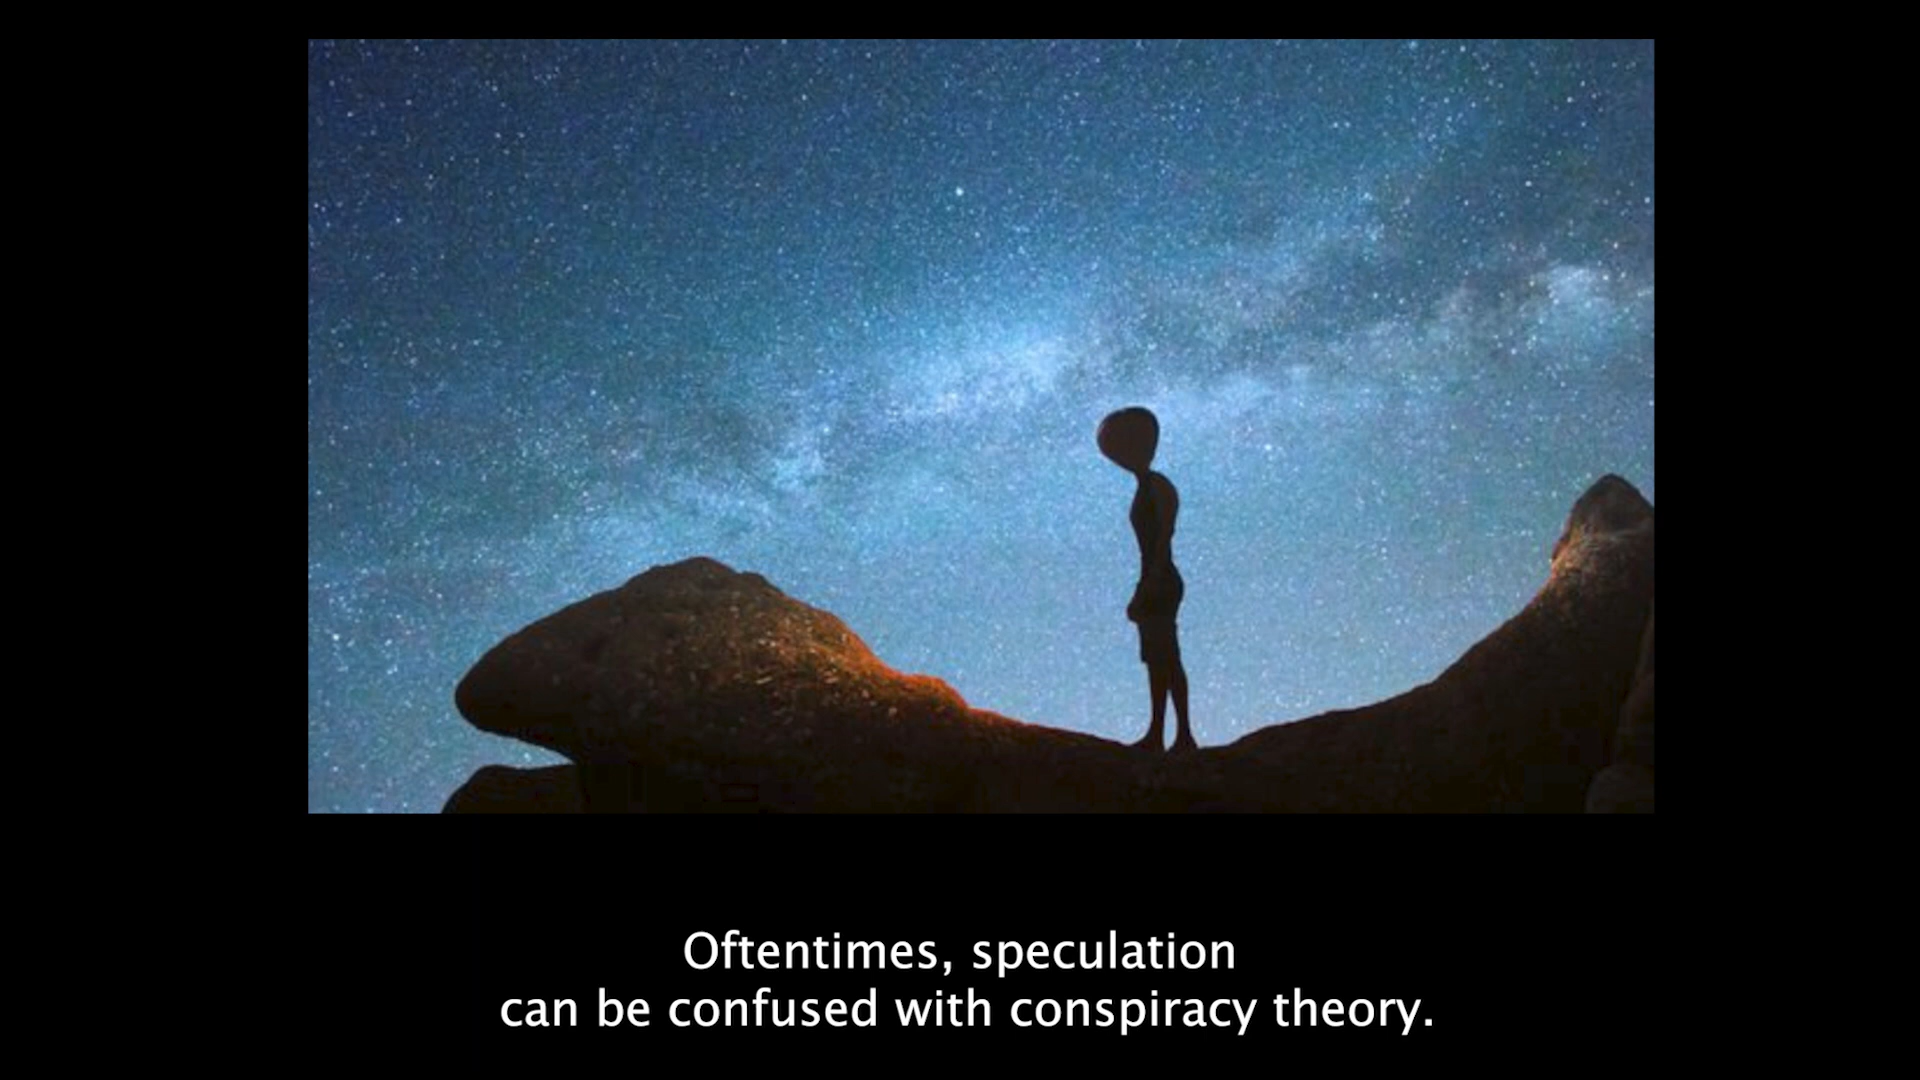 Oftentimes, speculation
can be confused with conspiracy theory.